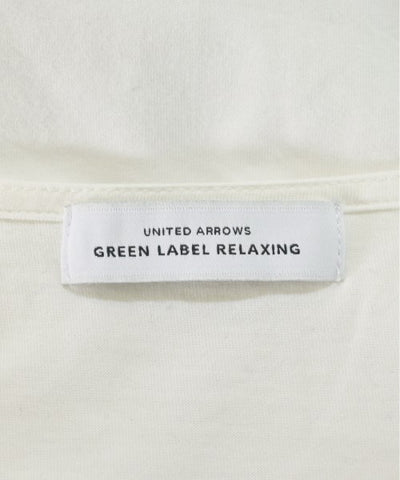 UNITED ARROWS
GREEN LABEL RELAXING